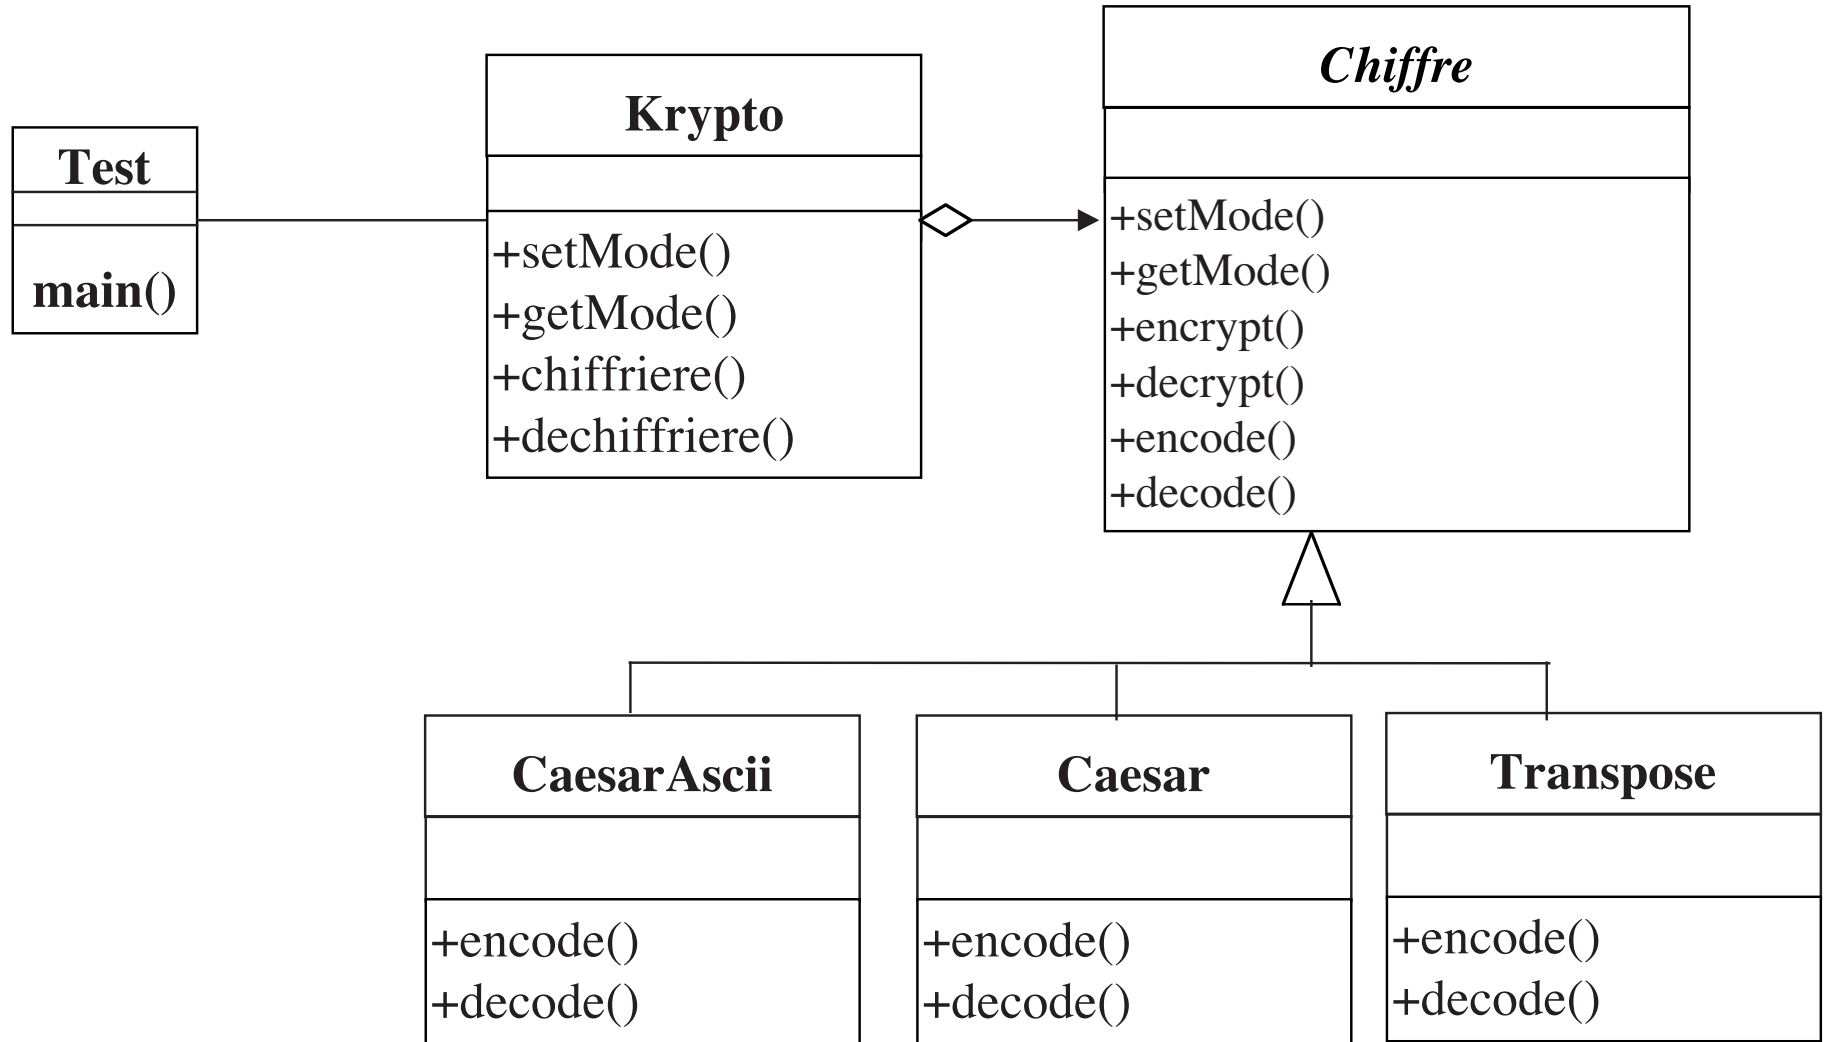 Test
main()
Krypto
+setMode()
+getMode()
+chiffriere()
+dechiffriere()
Chiffre
+setMode()
+getMode()
+encrypt()
+decrypt()
+encode()
+decode()
CaesarAscii
+encode()
+decode()
Caesar
+encode()
+decode()
Transpose
+encode()
+decode()